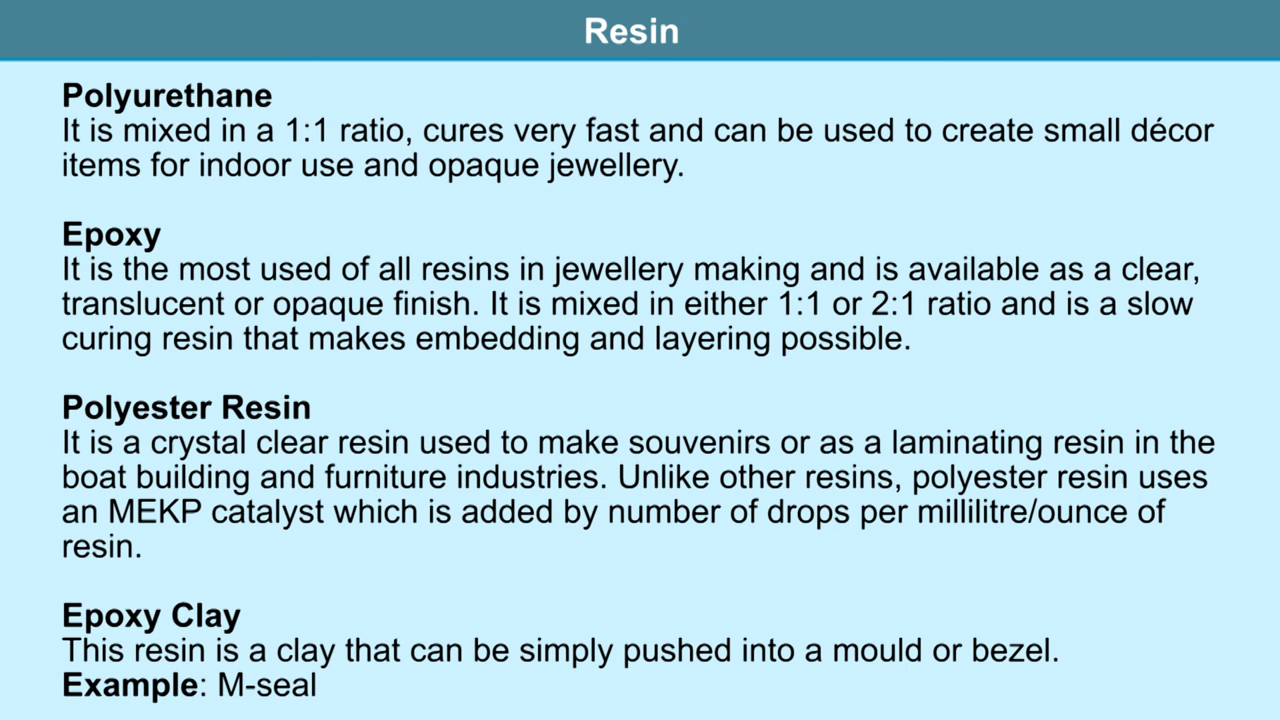 Resin
Polyurethane
It is mixed in a 1:1 ratio, cures very fast and can be used to create small décor
items for indoor use and opaque jewellery.
Epoxy
It is the most used of all resins in jewellery making and is available as a clear,
translucent or opaque finish. It is mixed in either 1:1 or 2:1 ratio and is a slow
curing resin that makes embedding and layering possible.
Polyester Resin
It is a crystal clear resin used to make souvenirs or as a laminating resin in the
boat building and furniture industries. Unlike other resins, polyester resin uses
an MEKP catalyst which is added by number of drops per millilitre/ounce of
resin.
Epoxy Clay
This resin is a clay that can be simply pushed into a mould or bezel.
Example: M-seal